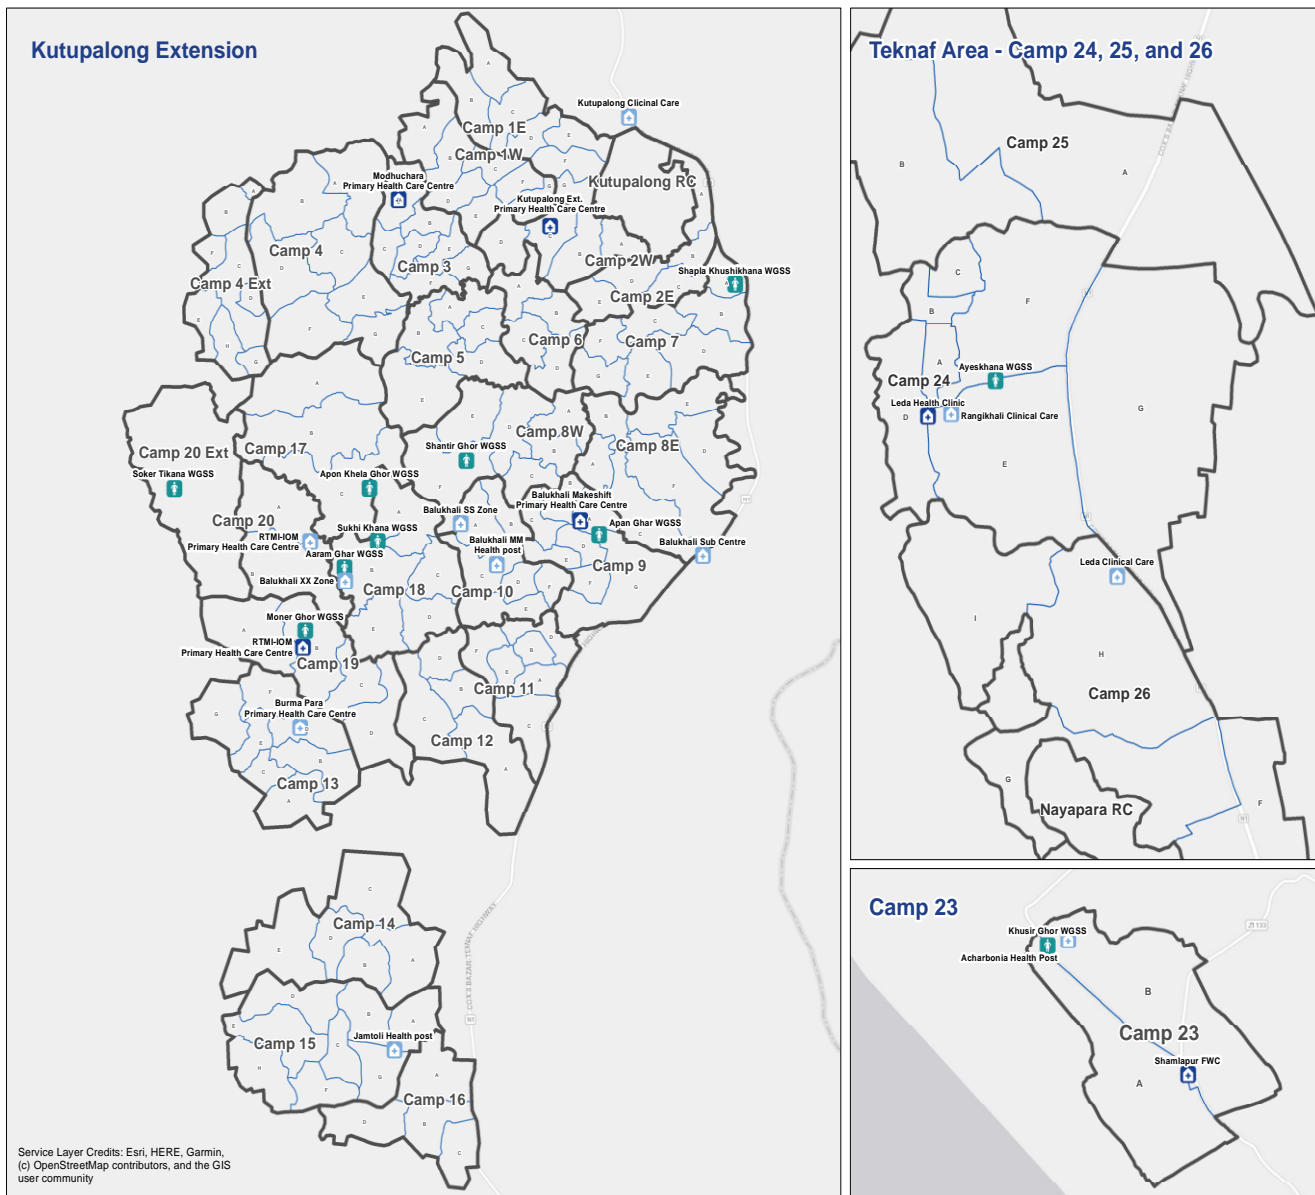 Kutupalong Extension
Kutupalong Clicinal Care
Camp 1E
Camp 1W
Modhuchara
Primary Health Care Centre
Kutupalong RC
Kutupalong Ext.
Primary Health Care Centre
Camp 4
Camp 3
Camp 2W
Shapla Khushikhana WGSS
Camp 4 Ext
Camp 2E
Camp 5
Camp 6
Camp 7
Camp 8W
Camp 8E
Camp 17
Camp 20 Ext
Shantir Ghor WGSS
Soker Tikana WGSS
Apon Khela Ghor WGSS
Balukhali Makeshift
Primary Health Care Centre
Camp 20
Balukhali SS Zone
Apan Ghar WGSS
Sukhi Khana WGSS
RTMI-IOM
Primary Health Care Centre
Balukhali MM
Health post
Balukhali Sub Centre
Aaram Ghar WGSS
Balukhali XX Zone
Camp 9
Camp 18
Camp 10
Moner Ghor WGSS
RTMI-IOM
Primary Health Care Centre
Camp 19
Camp 11
Burma Para
Primary Health Care Centre
Camp 12
Camp 13
Camp 14
COX'S BAZAR-TEKNAF HIGHWAY
N1
Camp 15
Jamtoli Health post
Camp 16
Service Layer Credits: Esri, HERE, Garmin,
(c) OpenStreetMap contributors, and the GIS
user community
Teknaf Area - Camp 24, 25, and 26
Camp 25
B
A
C
F
B
A
Ayeskhana WGSS
Camp 24
Leda Health Clinic
D
Rangikhali Clinical Care
G
E
Leda Clinical Care
I
H
Camp 26
G
Nayapara RC
F
Camp 23
Khusir Ghor WGSS
Acharbonia Health Post
B
Camp 23
Shamlapur FWC
A